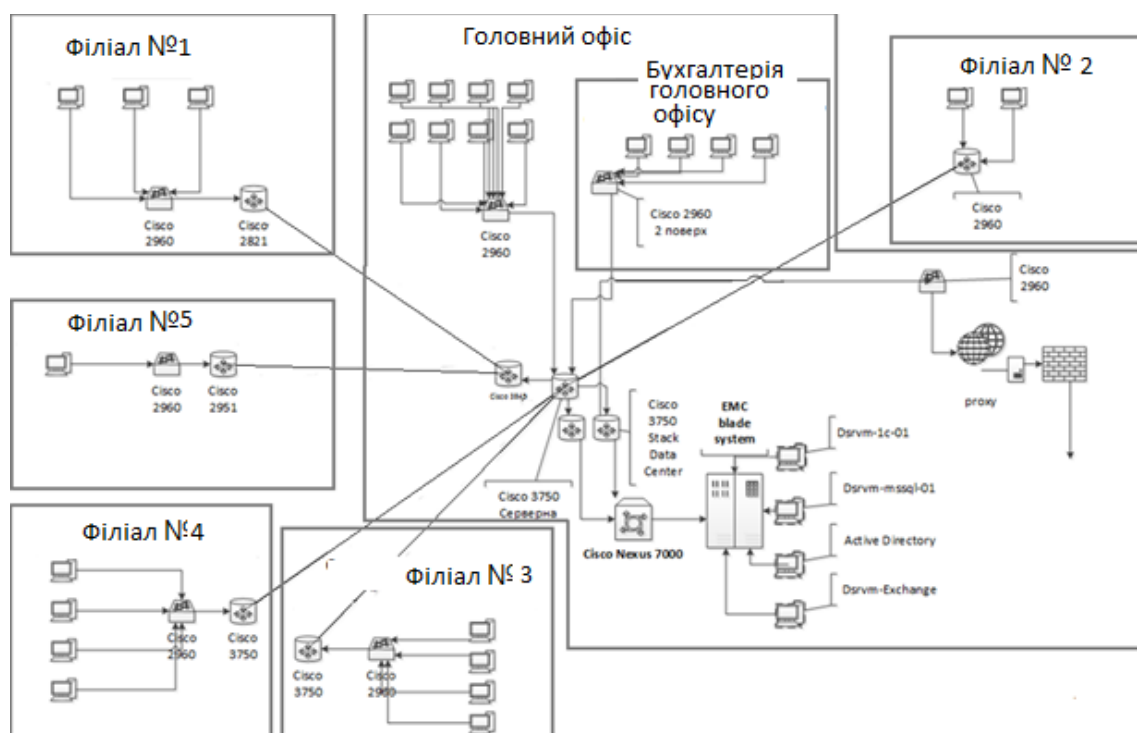 Філіал №1
Cisco
2960
Cisco
2821
Головний офіс
Cisco
2960
Бухгалтерія
головного
офісу
Cisco 2960
2 поверх
Філіал № 2
Cisco
2960
Cisco
2960
proxy
Філіал №5
Cisco
2960
Cisco
2951
Cisco
Cisco
3750
Stack
Data
Center
EMC
blade
system
Cisco 3750
Серверна
Cisco Nexus 7000
Dsrvm-1c-01
Dsrvm-mssql-01
Active Directory
Dsrvm-Exchange
Філіал №4
Cisco
2960
Cisco
3750
Філіал № 3
Cisco
3750
Cisco
2960